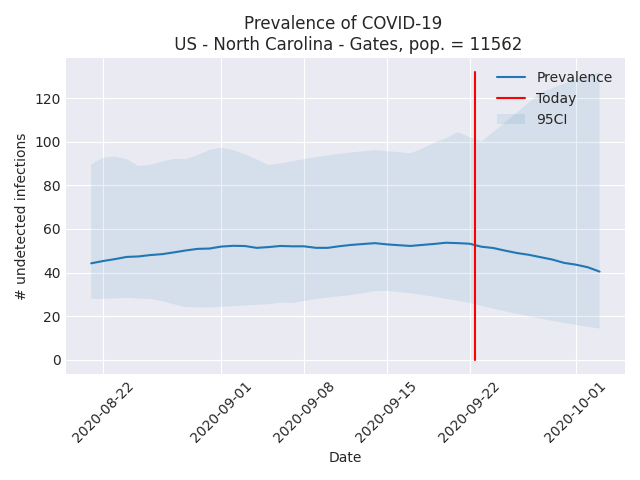 Prevalence of COVID-19
US - North Carolina - Gates, pop. = 11562
Prevalence
Today
95CI
120
100
80
60
40
20
0
# undetected infections
2020-08-22
2020-09-01
2020-09-08
2020-09-15
2020-09-22
2020-10-01
Date